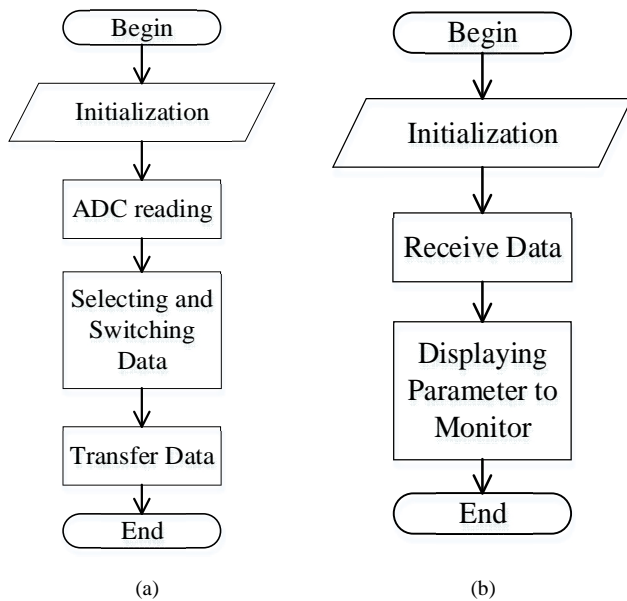 Begin
Initialization
ADC reading
Selecting and
Switching
Data
Transfer Data
End
(a)
Begin
Initialization
Receive Data
Displaying
Parameter to
Monitor
End
(b)